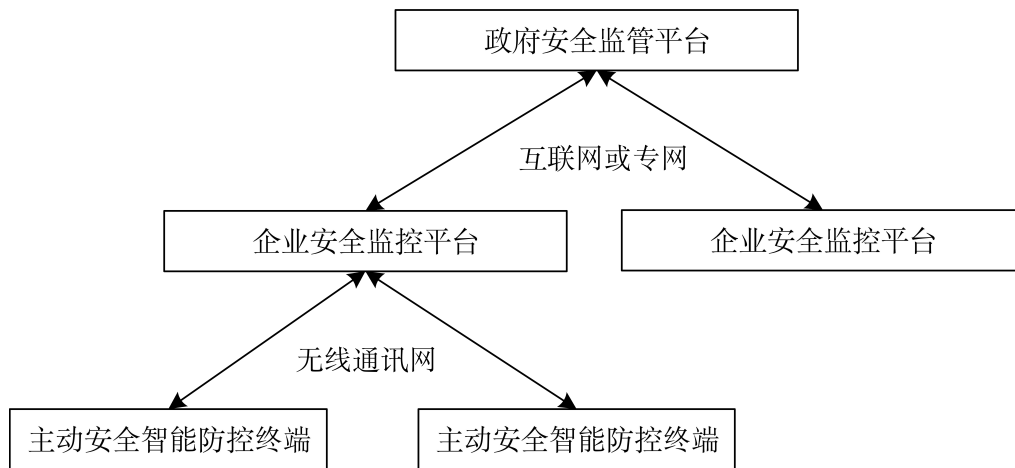 政府安全监管平台
互联网或专网
企业安全监控平台
企业安全监控平台
无线通讯网
主动安全智能防控终端
主动安全智能防控终端